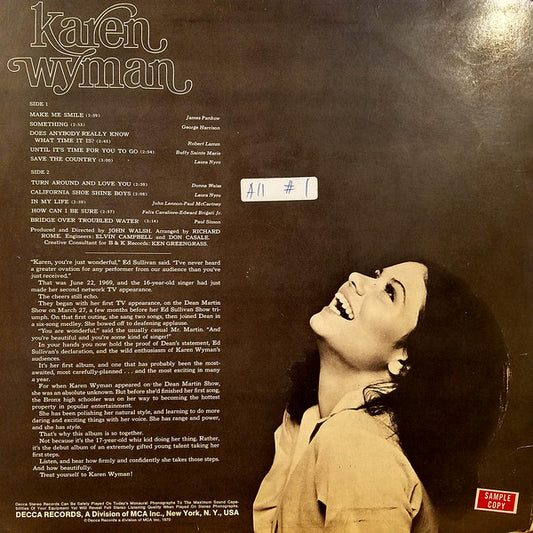 karen
wyman
SIDE 1
MAKE ME SMILE (2:59) James Pankow
SOMETHING (3:33) George Harrison
DOES ANYBODY REALLY KNOW
WHAT TIME IT IS? (3:41) Robert Lamm
UNTIL IT'S TIME FOR YOU TO GO (2:54) Buffy Sainte Marie
SAVE THE COUNTRY (3:00) Laura Nyro
SIDE 2
TURN AROUND AND LOVE YOU (2:39) Donna Weiss
CALIFORNIA SHOE SHINE BOYS (2:08) Laura Nyro
IN MY LIFE (2:39) John Lennon-Paul McCartney
HOW CAN I BE SURE (2:57) Felix Cavaliere-Edward Brigati Jr.
BRIDGE OVER TROUBLED WATER (3:14) Paul Simon
Produced and Directed by JOHN WALSH. Arranged by RICHARD
ROME. Engineers: ELVIN CAMPBELL and DON CASALE.
Creative Consultant for B & K Records: KEN GREENGRASS.
All #1
"Karen, you're just wonderful," Ed Sullivan said. "I've never heard
a greater ovation for any performer from our audience than you've
just received."
That was June 22, 1969, and the 16-year-old singer had just
made her second network TV appearance.
The cheers still echo.
They began with her first TV appearance, on the Dean Martin
Show on March 27, a few months before her Ed Sullivan Show tri-
umph. On that first outing, she sang two songs, then joined Dean in
a six-song medley. She bowed off to deafening applause.
"You are wonderful," said the usually casual Mr. Martin. "And
you're beautiful and you're some kind of singer!"
In your hands you now hold the proof of Dean's statement, Ed
Sullivan's declaration, and the wild enthusiasm of Karen Wyman's
audiences.
It's her first album, and one that has probably been the most-
awaited, most carefully-planned . . . and the most exciting in many
a year.
For when Karen Wyman appeared on the Dean Martin Show,
she was an absolute unknown. But before she'd finished her first song,
the Bronx high schooler was on her way to becoming the hottest
property in popular entertainment.
She has been polishing her natural style, and learning to do more
daring and exciting things with her voice. She has range and power,
and she has style.
That's why this album is so together.
Not because it's the 17-year-old whiz kid doing her thing. Rather,
it's the debut album of an extremely gifted young talent taking her
first steps.
Listen, and hear how firmly and confidently she takes those steps.
And how beautifully.
Treat yourself to Karen Wyman!
Decca Stereo Records Can Be Safely Played On Today's Monaural Phonographs To The Maximum Sound Capa-
bilities Of Your Equipment Yet Will Reveal Full Stereo Listening Quality When Played On Stereo Phonographs.
DECCA RECORDS, A Division of MCA Inc., New York, N. Y., USA
© Decca Records a division of MCA Inc. 1970
SAMPLE
COPY